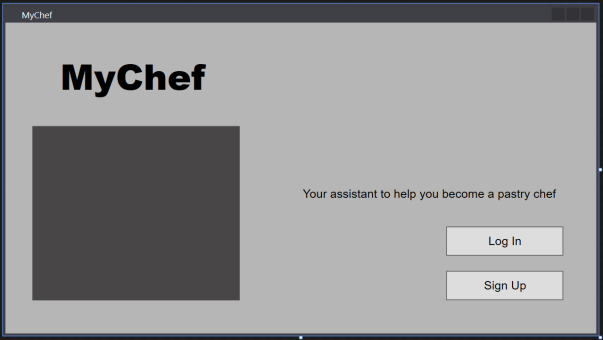 MyChef
MyChef
Your assistant to help you become a pastry chef
Log In
Sign Up